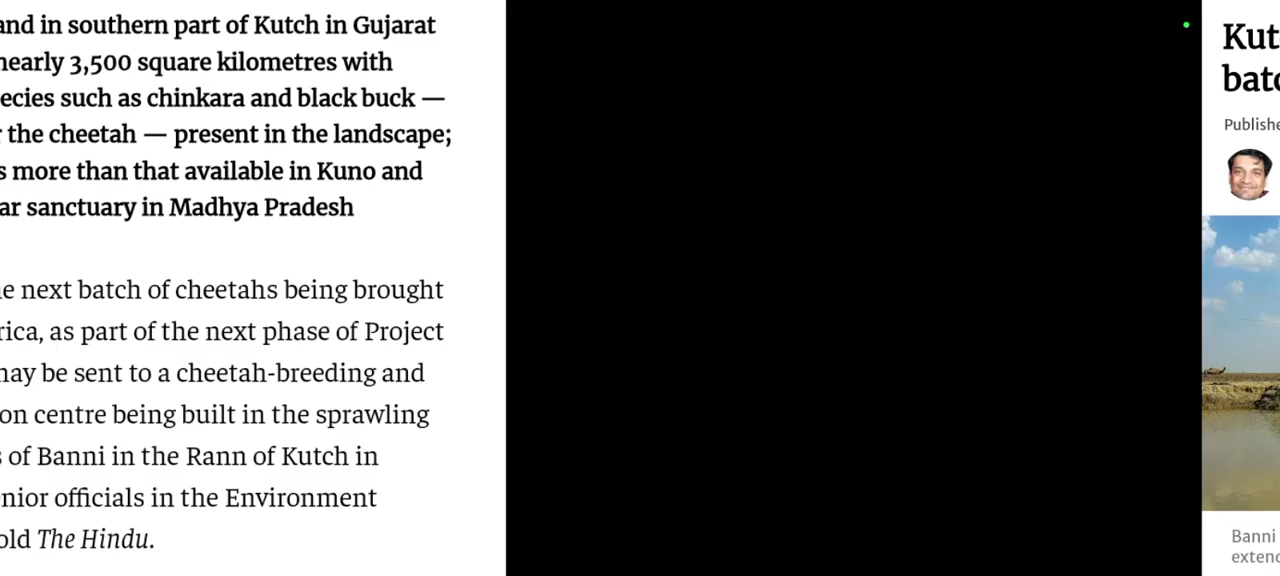 and in southern part of Kutch in Gujarat
nearly 3,500 square kilometres with
ecies such as chinkara and black buck —
r the cheetah — present in the landscape;
s more than that available in Kuno and
ar sanctuary in Madhya Pradesh
e next batch of cheetahs being brought
rica, as part of the next phase of Project
may be sent to a cheetah-breeding and
on centre being built in the sprawling
s of Banni in the Rann of Kutch in
enior officials in the Environment
old The Hindu.
Kut
batc
Publishe
Banni
extend